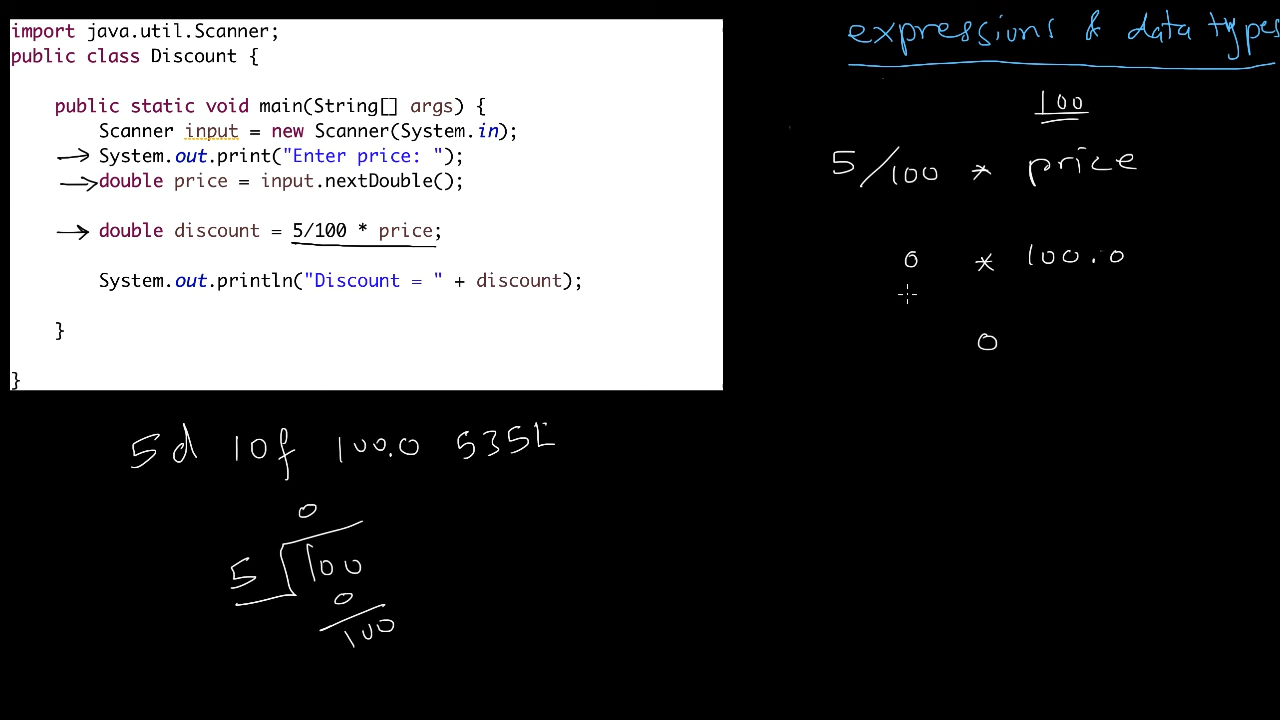 import java.util.Scanner;
public class Discount {
public static void main(String[] args) {
Scanner input = new Scanner(System.in);
System.out.print("Enter price: ");
double price = input.nextDouble();
double discount = 5/100 * price;
System.out.println("Discount = " + discount);
}
}
expressions & data types
100
5/100 * price
0 * 100.0
0
5d 10f 100.0 535L
0
5 100
0
100